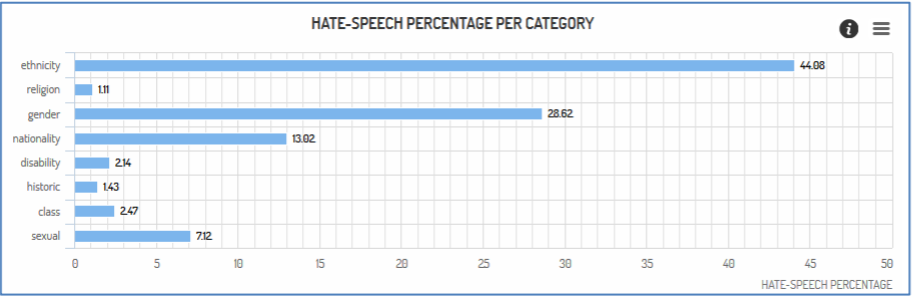 HATE-SPEECH PERCENTAGE PER CATEGORY
ethnicity 44.08
religion 1.11
gender 28.62
nationality 13.02
disability 2.14
historic 1.43
class 2.47
sexual 7.12
0 5 10 15 20 25 30 35 40 45 50
HATE-SPEECH PERCENTAGE